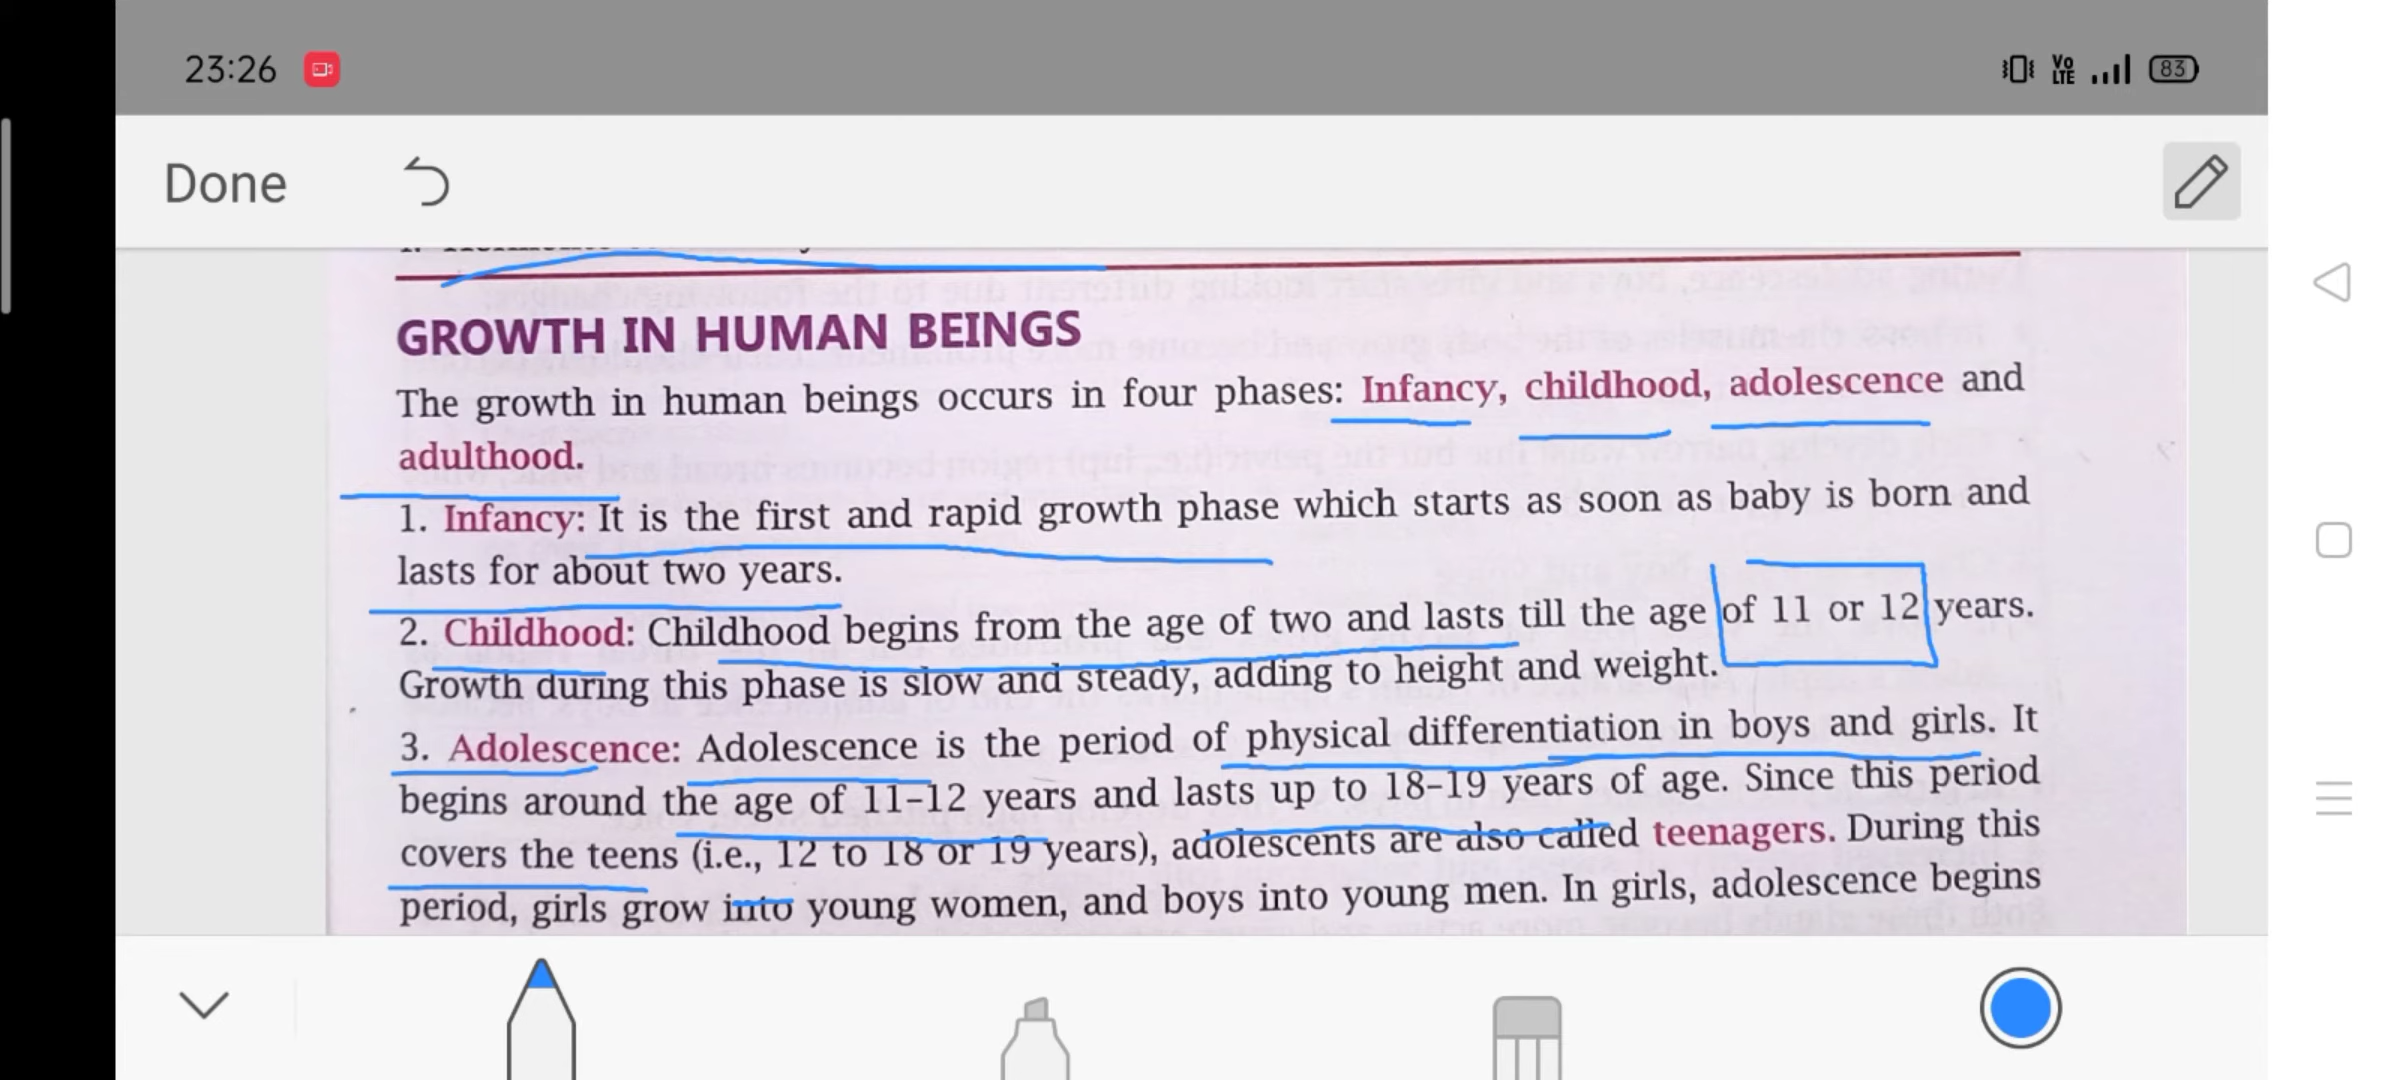 23:26
Vo LTE 83
Done
GROWTH IN HUMAN BEINGS
The growth in human beings occurs in four phases: Infancy, childhood, adolescence and
adulthood.
1. Infancy: It is the first and rapid growth phase which starts as soon as baby is born and
lasts for about two years.
2. Childhood: Childhood begins from the age of two and lasts till the age of 11 or 12 years.
Growth during this phase is slow and steady, adding to height and weight.
3. Adolescence: Adolescence is the period of physical differentiation in boys and girls. It
begins around the age of 11–12 years and lasts up to 18–19 years of age. Since this period
covers the teens (i.e., 12 to 18 or 19 years), adolescents are also called teenagers. During this
period, girls grow into young women, and boys into young men. In girls, adolescence begins